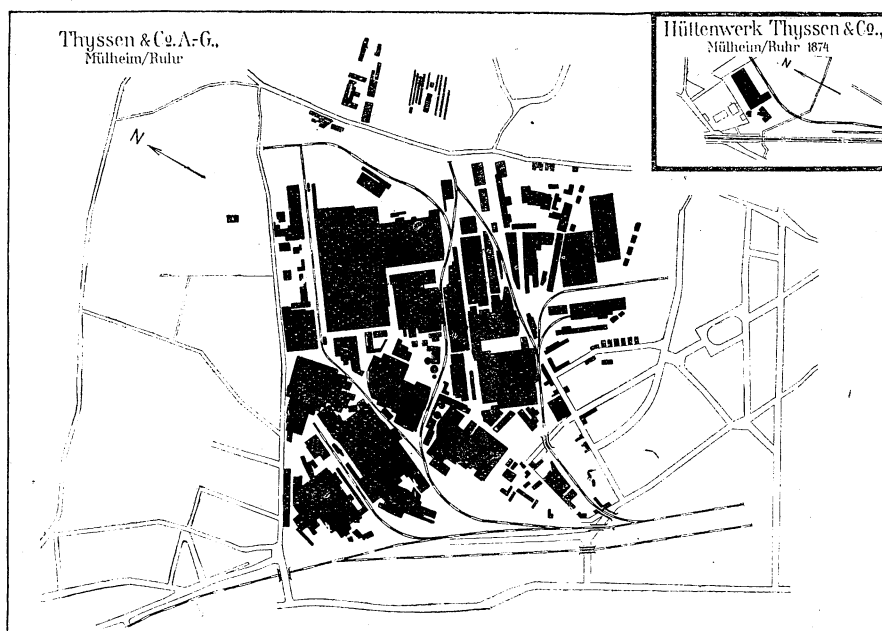 Thyssen & Co. A.-G.,
Mülheim/Ruhr
N
Hüttenwerk Thyssen & Co.,
Mülheim/Ruhr 1874
N